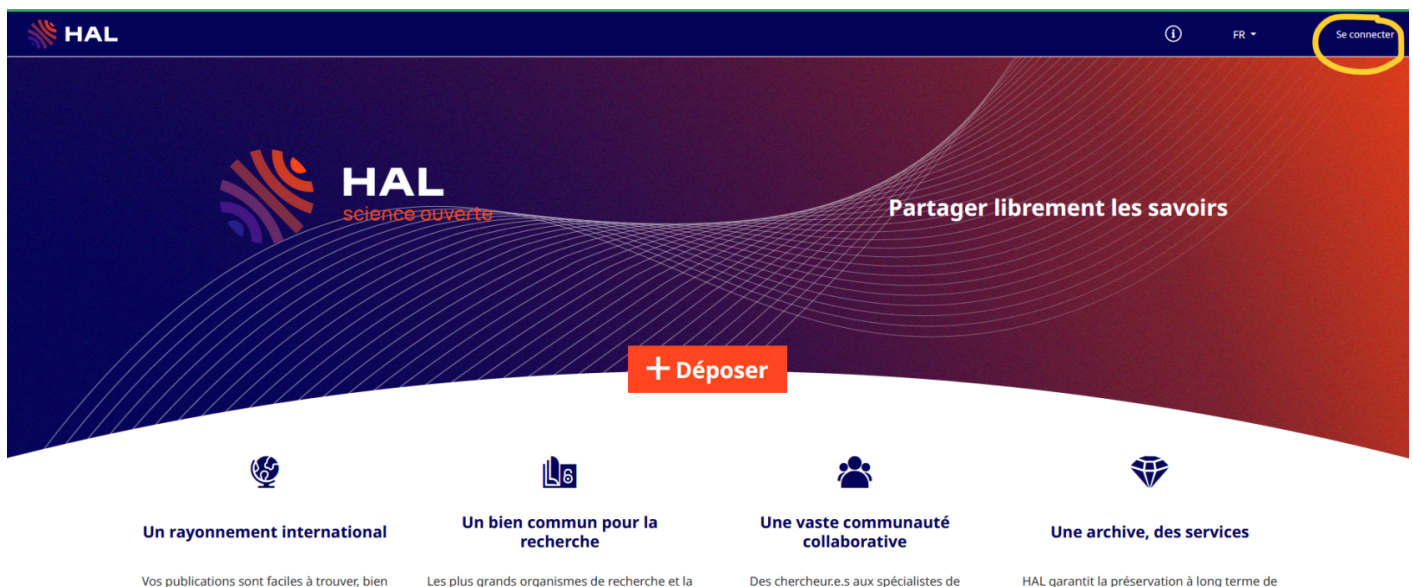 HAL
FR
Se connecter
HAL
science ouverte
Partager librement les savoirs
+ Déposer
Un rayonnement international
Un bien commun pour la
recherche
Une vaste communauté
collaborative
Une archive, des services
Vos publications sont faciles à trouver, bien
Les plus grands organismes de recherche et la
Des chercheur.e.s aux spécialistes de
HAL garantit la préservation à long terme de